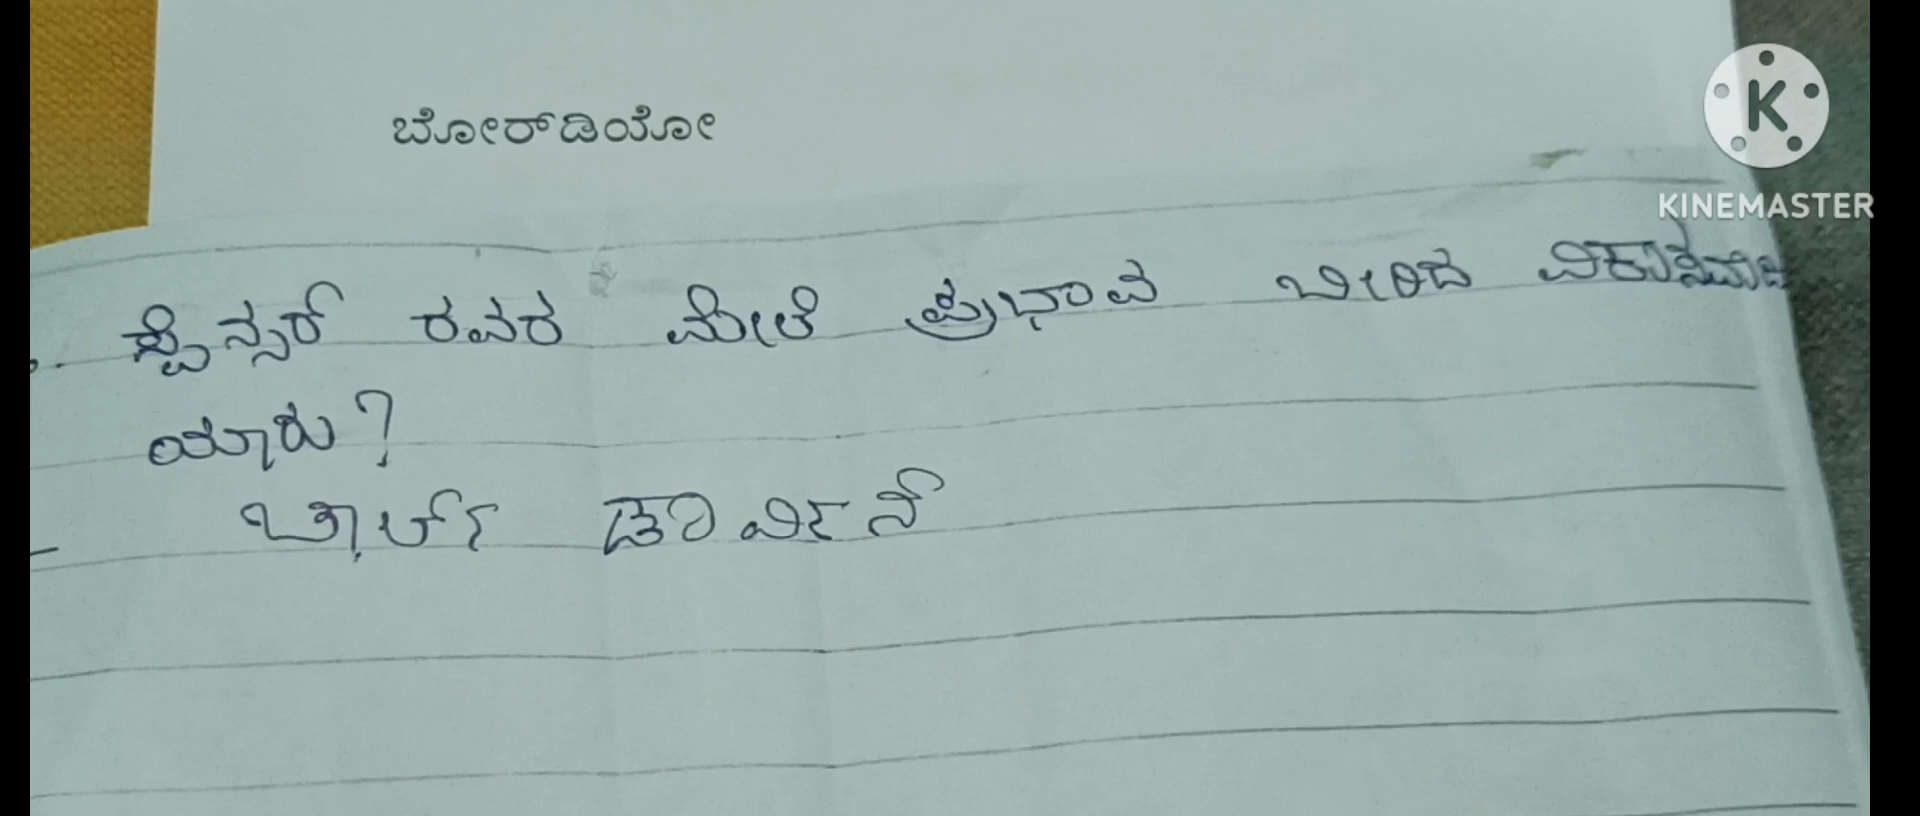 ಬೋರ್ಡಿಯೋ
KINEMASTER
ಸ್ಪೆನ್ಸರ್ ರವರ ಮೇಲೆ ಪ್ರಭಾವ ಬೀರಿದ
ಯಾರು?
ಚಾರ್ಲ್ಸ್ ಡಾರ್ವಿನ್